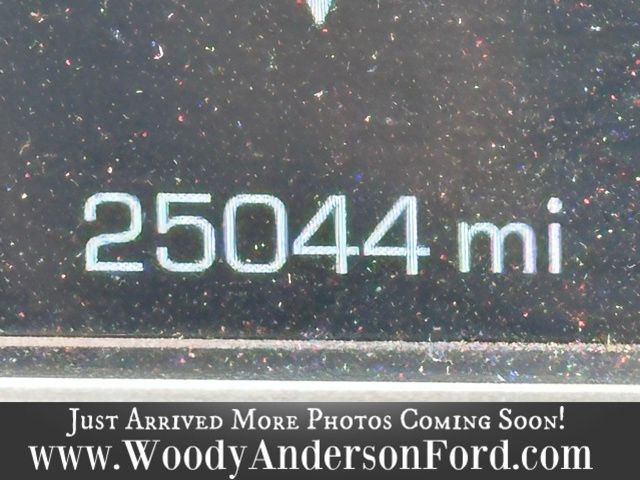 25044 mi
Just Arrived More Photos Coming Soon!
www.WoodyAndersonFord.com